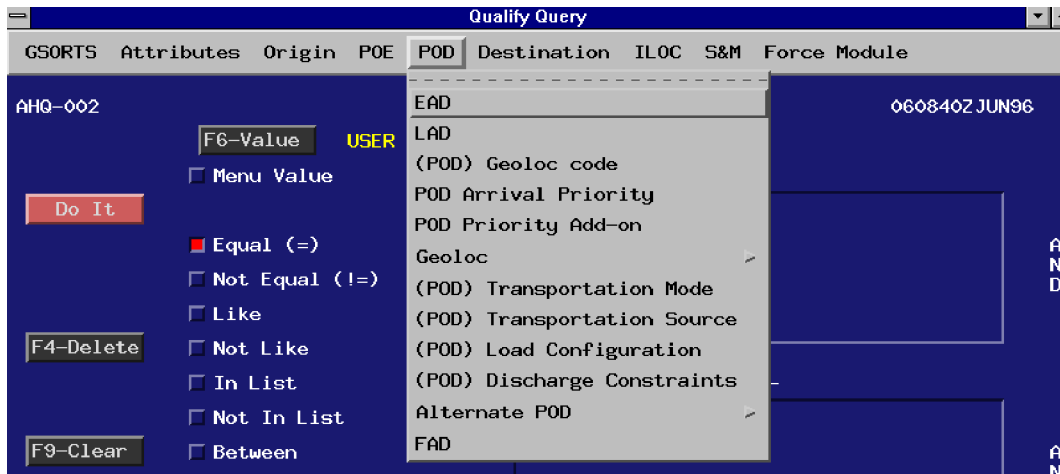 Qualify Query
GSORTS Attributes Origin POE POD Destination ILOC S&M Force Module
AHQ-002
060840ZJUN96
F6-Value USER
Menu Value
Do It
Equal (=)
Not Equal (!=)
Like
F4-Delete
Not Like
In List
Not In List
F9-Clear
Between
EAD
LAD
(POD) Geoloc code
POD Arrival Priority
POD Priority Add-on
Geoloc
(POD) Transportation Mode
(POD) Transportation Source
(POD) Load Configuration
(POD) Discharge Constraints
Alternate POD
FAD